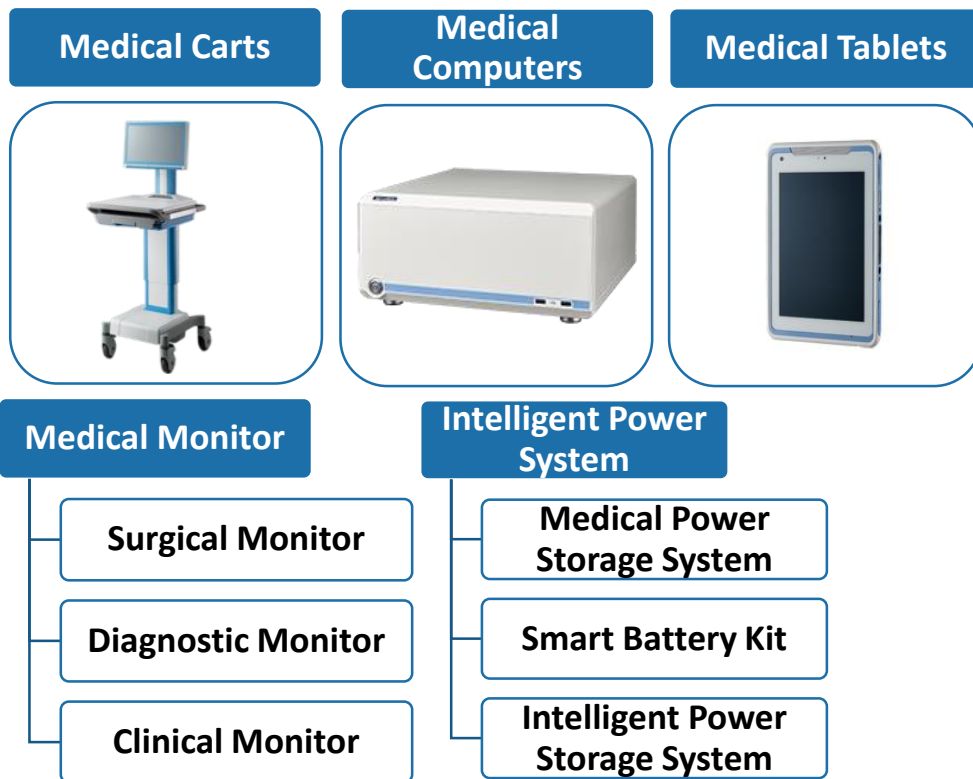 Medical Carts
Medical
Computers
Medical Tablets
Medical Monitor
Surgical Monitor
Diagnostic Monitor
Clinical Monitor
Intelligent Power
System
Medical Power
Storage System
Smart Battery Kit
Intelligent Power
Storage System